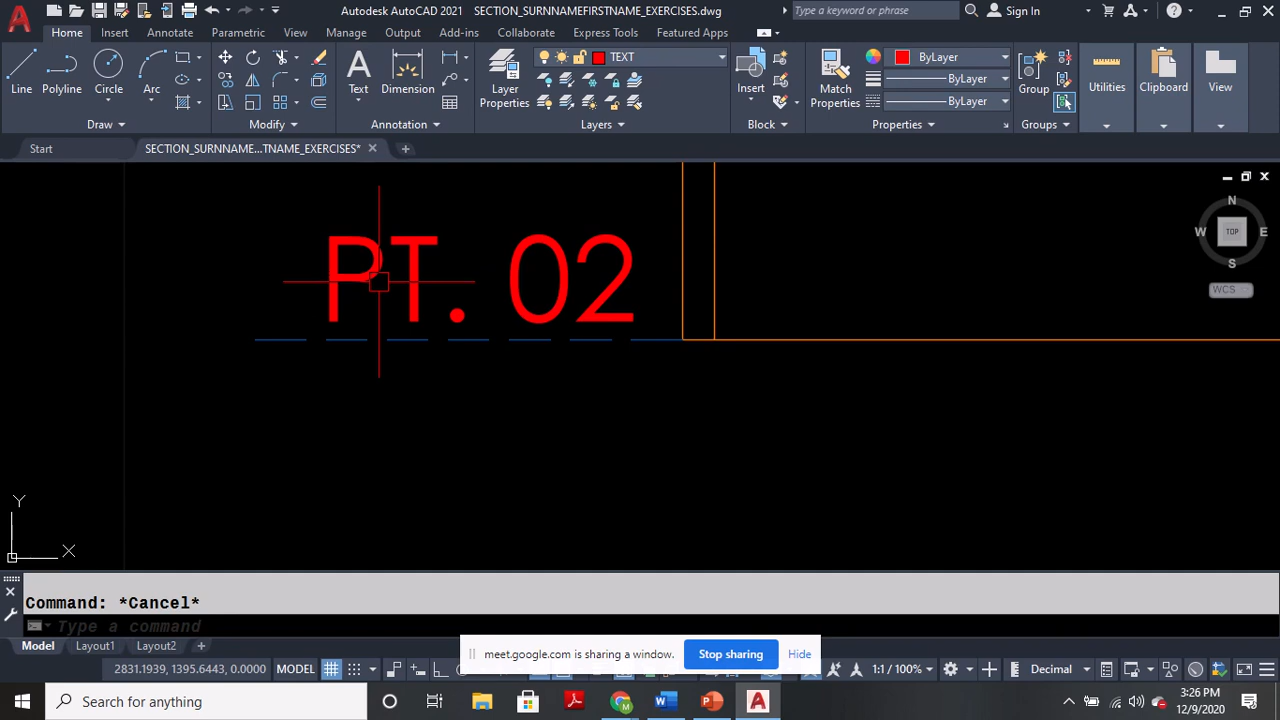 Autodesk AutoCAD 2021 SECTION_SURNNAMEFIRSTNAME_EXERCISES.dwg
Type a keyword or phrase
Sign In
Home Insert Annotate Parametric View Manage Output Add-ins Collaborate Express Tools Featured Apps
Line Polyline Circle Arc
Text Dimension
Layer Properties
TEXT
Insert
Match Properties
ByLayer
ByLayer
ByLayer
Group
Utilities
Clipboard
View
Draw Modify Annotation Layers Block Properties Groups
Start SECTION_SURNNAME...TNAME_EXERCISES*
PT. 02
N
W TOP E
S
WCS
Y
X
Command: *Cancel*
Type a command
Model Layout1 Layout2
meet.google.com is sharing a window. Stop sharing Hide
2831.1939, 1395.6443, 0.0000 MODEL 1:1 / 100% Decimal
Search for anything
3:26 PM
12/9/2020